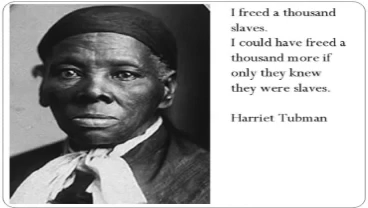 I freed a thousand
slaves.
I could have freed a
thousand more if
only they knew
they were slaves.
Harriet Tubman